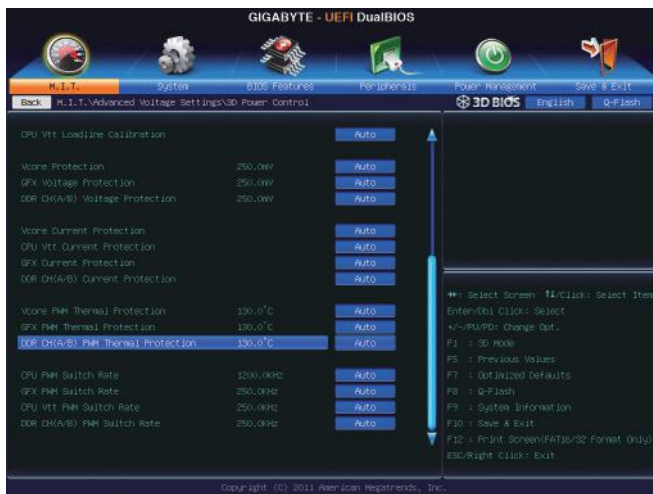 GIGABYTE - UEFI DualBIOS
M.I.T.
System
BIOS Features
Peripherals
Power Management
Save & Exit
Back M.I.T.\Advanced Voltage Settings\3D Power Control
3D BIOS English Q-Flash
CPU Vtt Loadline Calibration Auto
Vcore Protection 250.0mV Auto
GFX Voltage Protection 250.0mV Auto
DDR CH(A/B) Voltage Protection 250.0mV Auto
Vcore Current Protection Auto
CPU Vtt Current Protection Auto
GFX Current Protection Auto
DDR CH(A/B) Current Protection Auto
Vcore PWM Thermal Protection 130.0°C Auto
GFX PWM Thermal Protection 130.0°C Auto
DDR CH(A/B) PWM Thermal Protection 130.0°C Auto
CPU PWM Switch Rate 1200.0KHz Auto
GFX PWM Switch Rate 250.0KHz Auto
CPU Vtt PWM Switch Rate 250.0KHz Auto
DDR CH(A/B) PWM Switch Rate 250.0KHz Auto
↔: Select Screen ↑↓/Click: Select Item
Enter/Dbl Click: Select
+/-/PU/PD: Change Opt.
F1 : 3D Mode
F5 : Previous Values
F7 : Optimized Defaults
F8 : Q-Flash
F9 : System Information
F10 : Save & Exit
F12 : Print Screen(FAT16/32 Format Only)
ESC/Right Click: Exit
Copyright (C) 2011 American Megatrends, Inc.